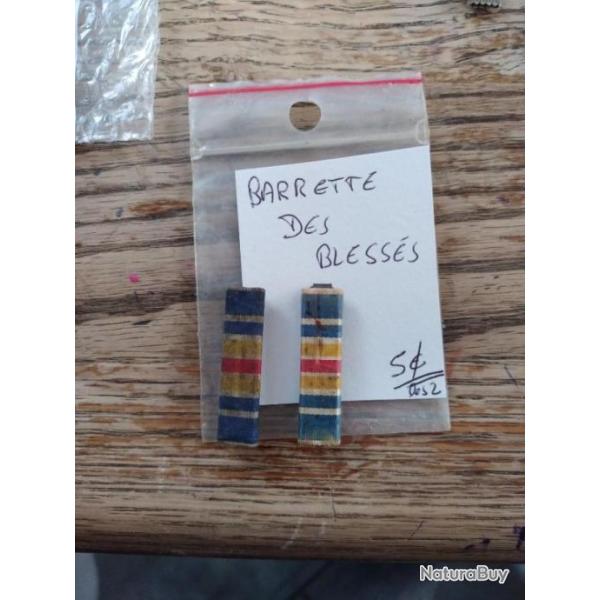 BARRETTE
DES
BLESSÉS
5€
les 2
NaturaBuy